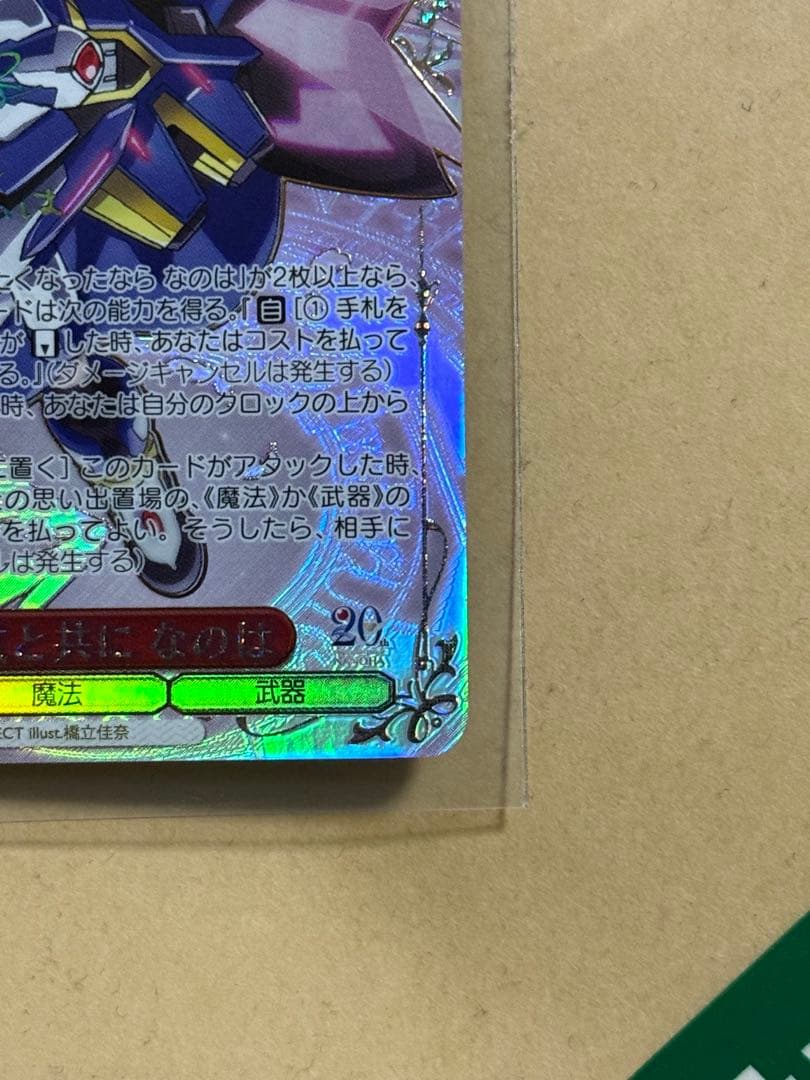 くなったなら なのは」が2枚以上なら、
ードは次の能力を得る。「自［① 手札を
が した時、あなたはコストを払って
る。」（ダメージキャンセルは発生する）
時、あなたは自分のクロックの上から
置く］このカードがアタックした時、
の思い出置場の、《魔法》か《武器》の
を払ってよい。そうしたら、相手に
ルは発生する）
と共に なのは
20th
魔法 武器
ECT illust.橋立佳奈